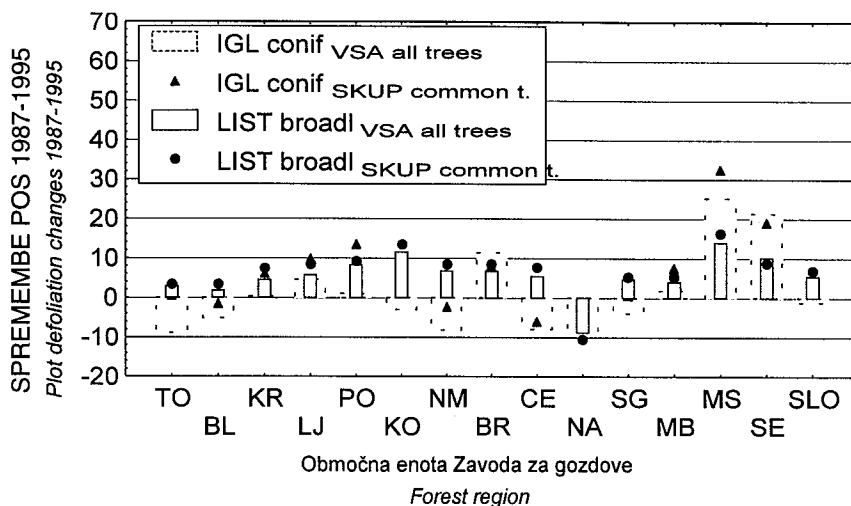 SPREMEMBE POS 1987-1995
Plot defoliation changes 1987-1995
70
60
50
40
30
20
10
0
-10
-20
IGL conif VSA all trees
IGL conif SKUP common t.
LIST broadl VSA all trees
LIST broadl SKUP common t.
TO KR PO NM CE SG MS SLO
BL LJ KO BR NA MB SE
Območna enota Zavoda za gozdove
Forest region